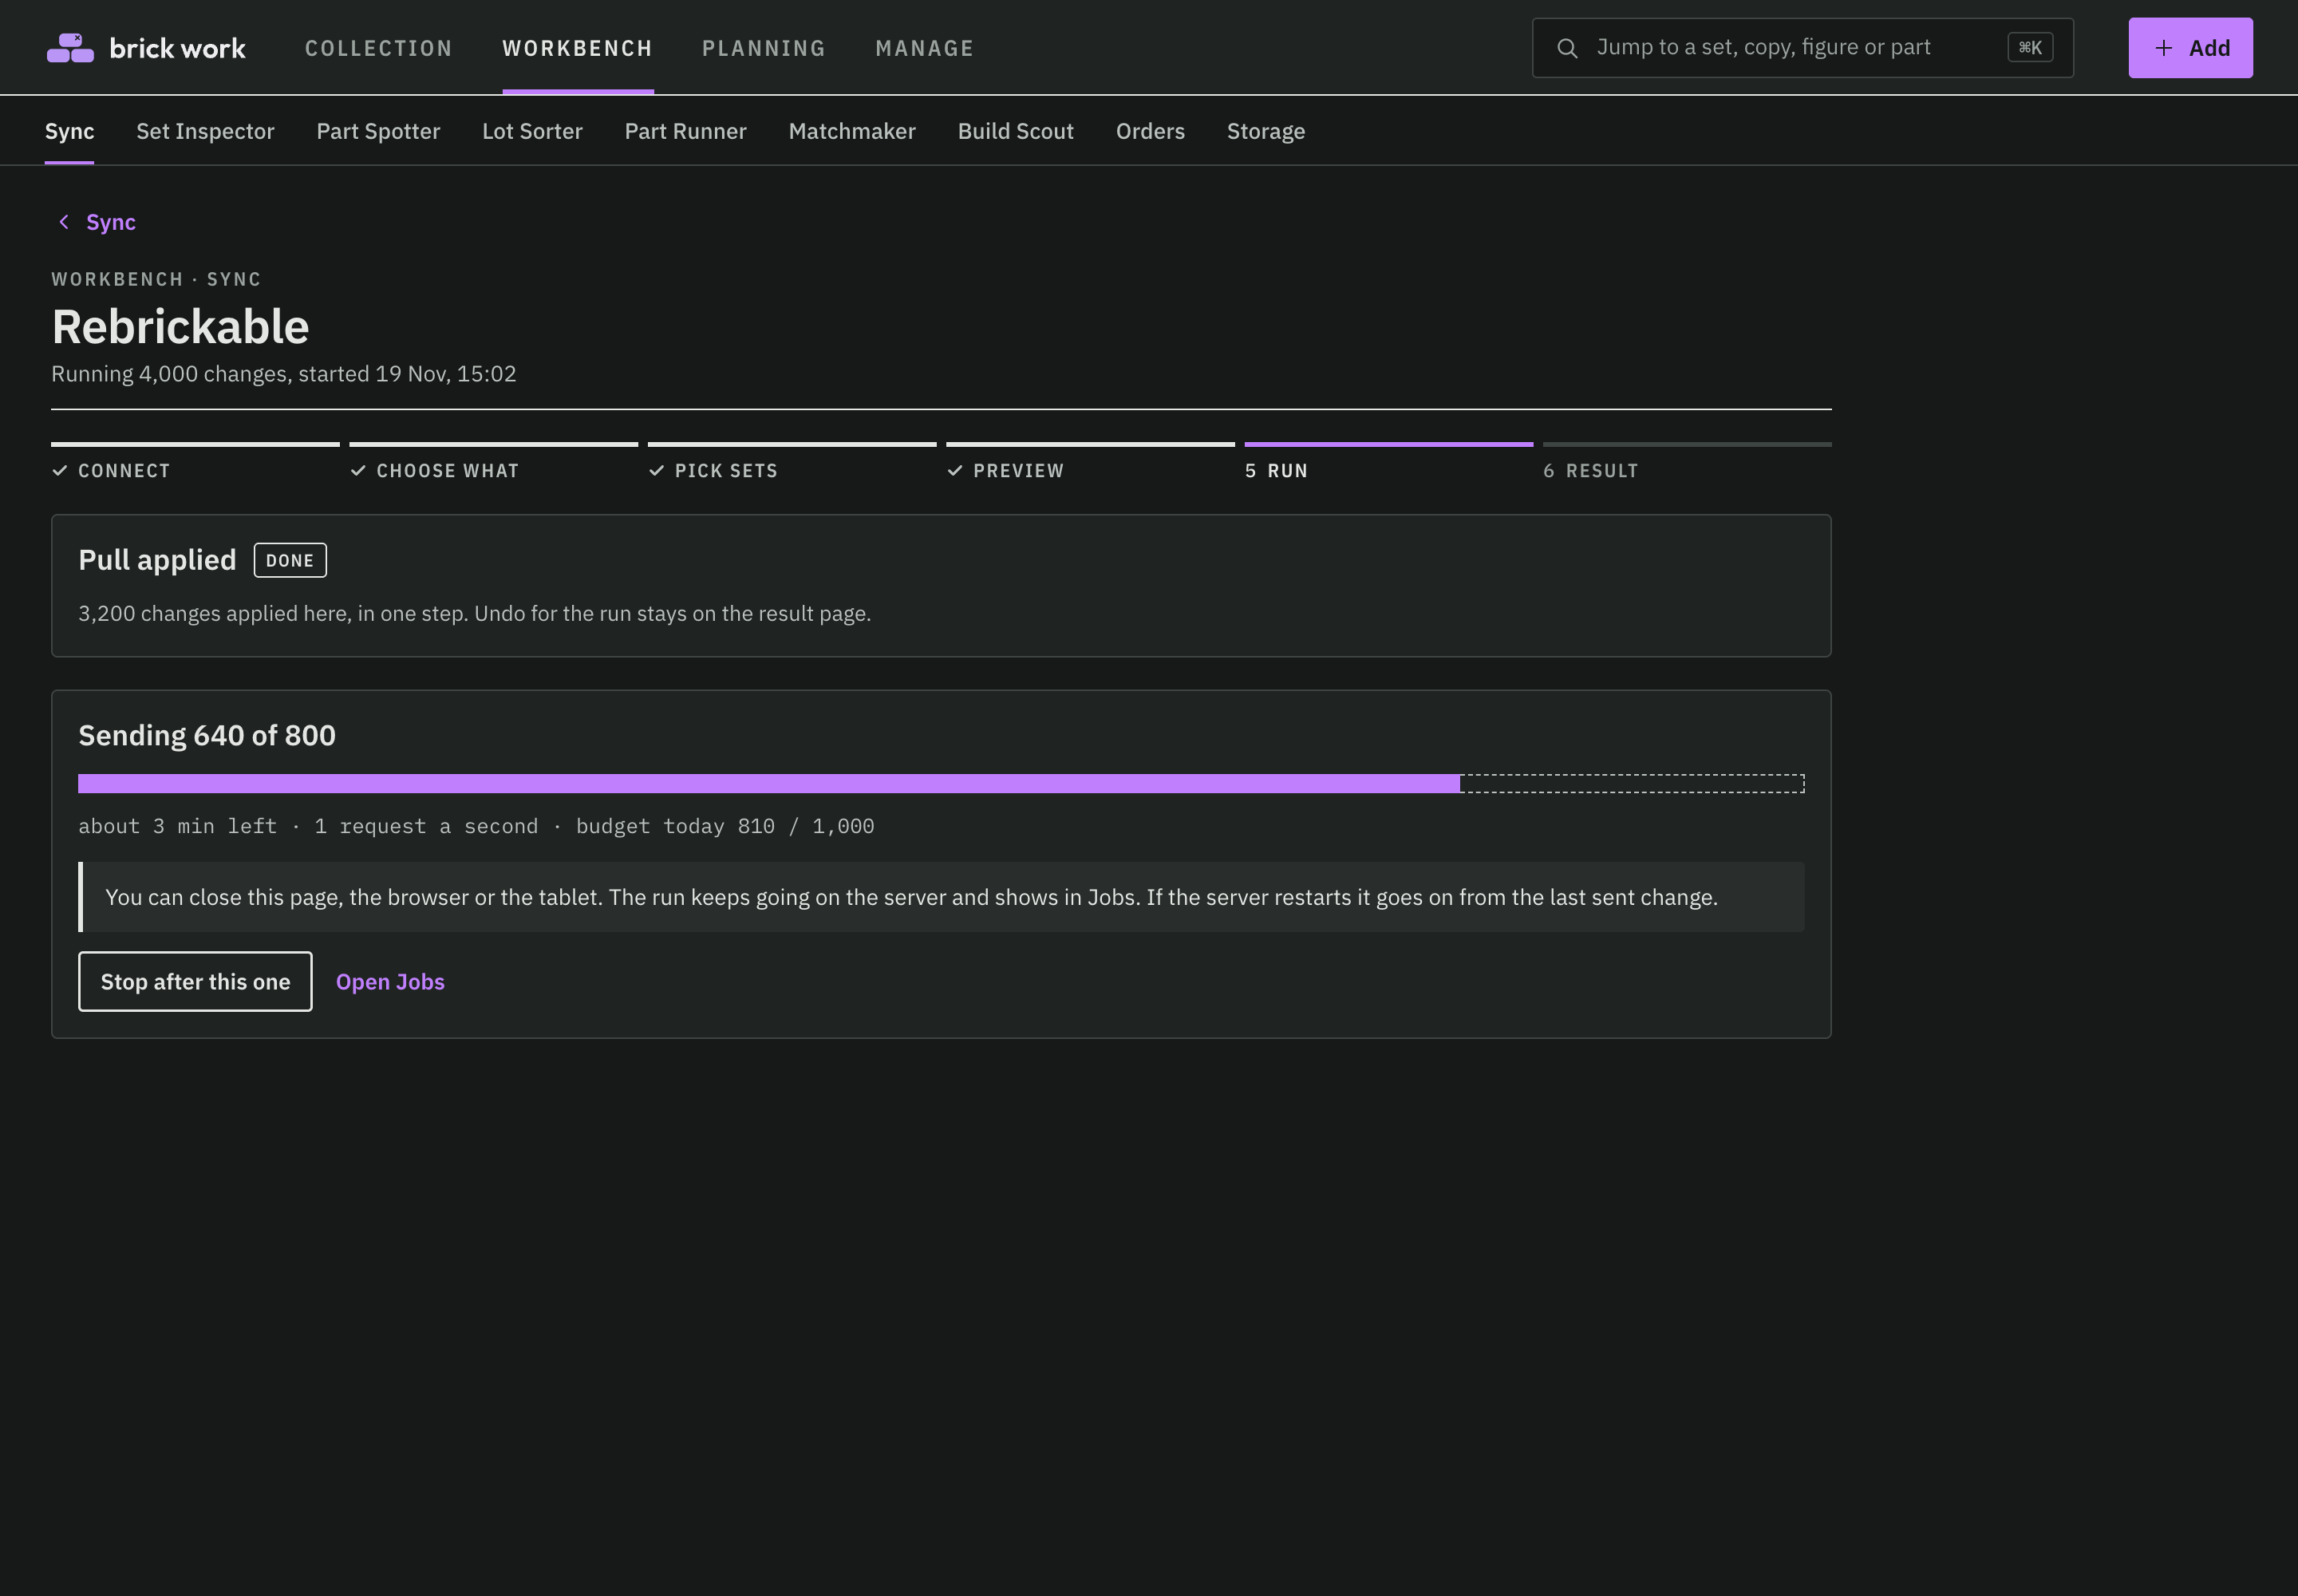 brick work
COLLECTION WORKBENCH PLANNING MANAGE
Jump to a set, copy, figure or part ⌘K
+ Add
Sync Set Inspector Part Spotter Lot Sorter Part Runner Matchmaker Build Scout Orders Storage
Sync
WORKBENCH · SYNC
Rebrickable
Running 4,000 changes, started 19 Nov, 15:02
CONNECT CHOOSE WHAT PICK SETS PREVIEW 5 RUN 6 RESULT
Pull applied DONE
3,200 changes applied here, in one step. Undo for the run stays on the result page.
Sending 640 of 800
about 3 min left · 1 request a second · budget today 810 / 1,000
You can close this page, the browser or the tablet. The run keeps going on the server and shows in Jobs. If the server restarts it goes on from the last sent change.
Stop after this one Open Jobs